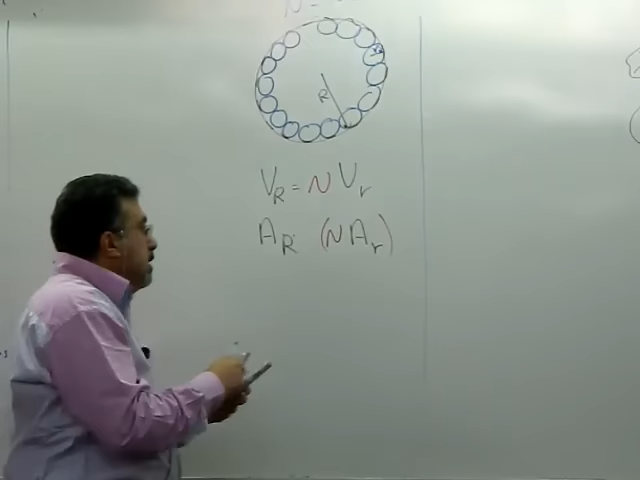 R
V_R = N V_r
A_R (N A_r)